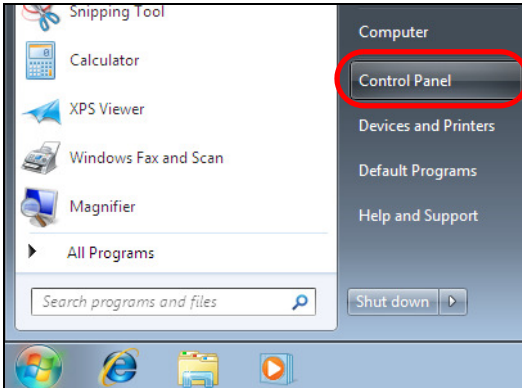 Snipping Tool
Calculator
XPS Viewer
Windows Fax and Scan
Magnifier
All Programs
Search programs and files
Computer
Control Panel
Devices and Printers
Default Programs
Help and Support
Shut down